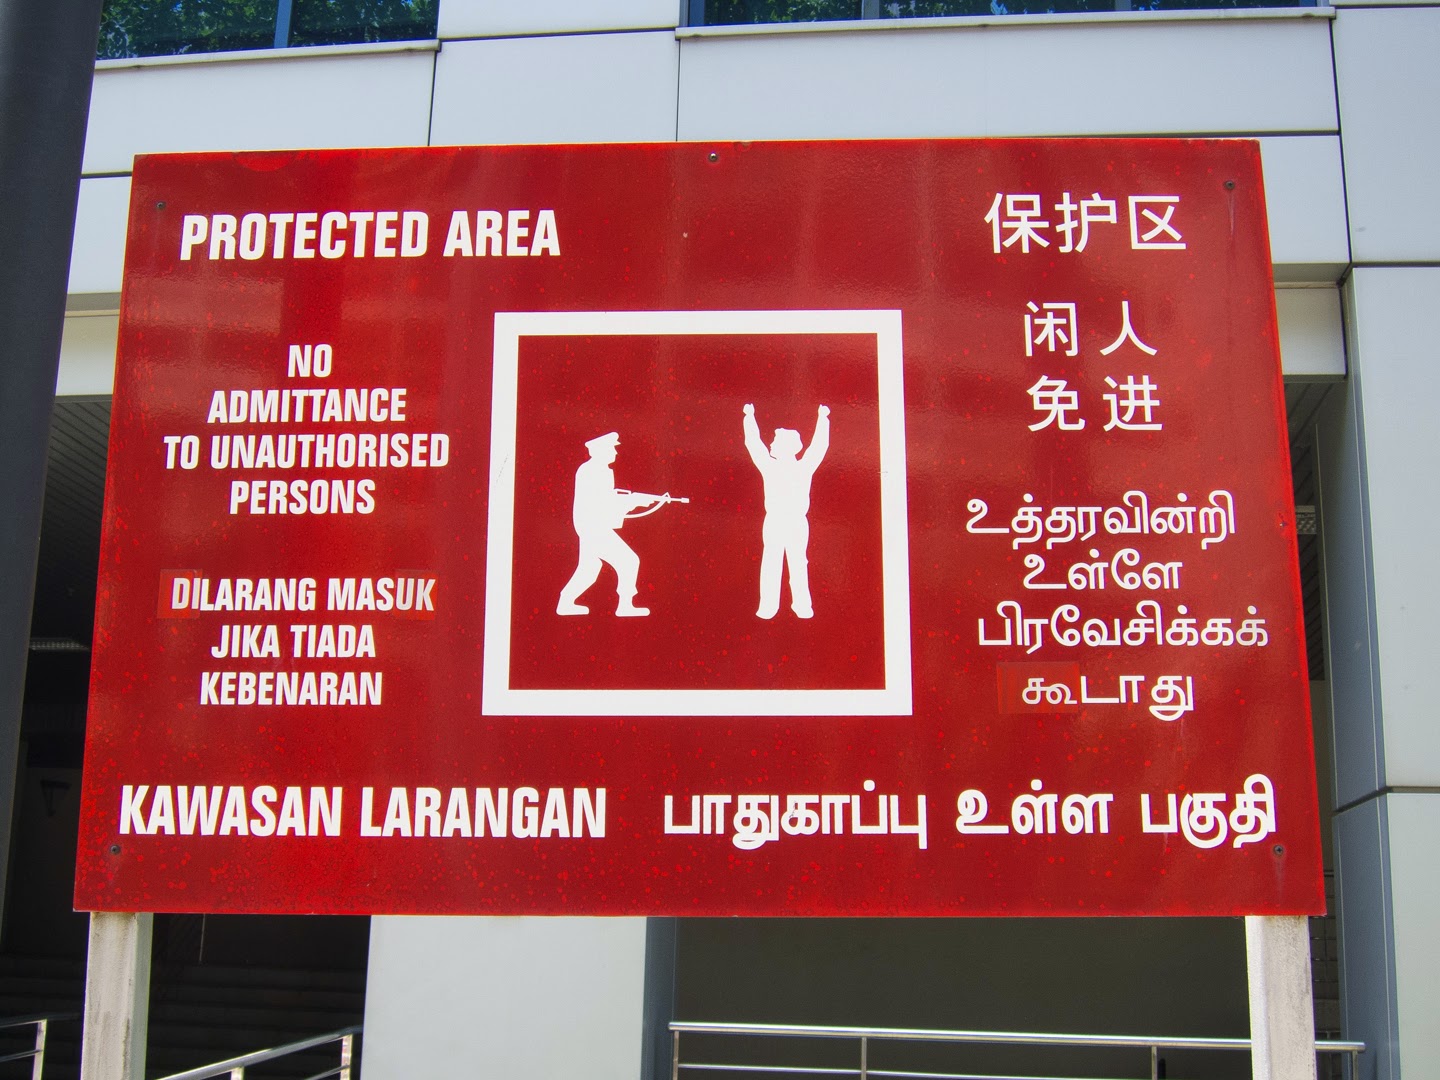 PROTECTED AREA
NO
ADMITTANCE
TO UNAUTHORISED
PERSONS
DILARANG MASUK
JIKA TIADA
KEBENARAN
KAWASAN LARANGAN
保护区
闲人
免进
உத்தரவின்றி
உள்ளே
பிரவேசிக்கக்
கூடாது
பாதுகாப்பு உள்ள பகுதி